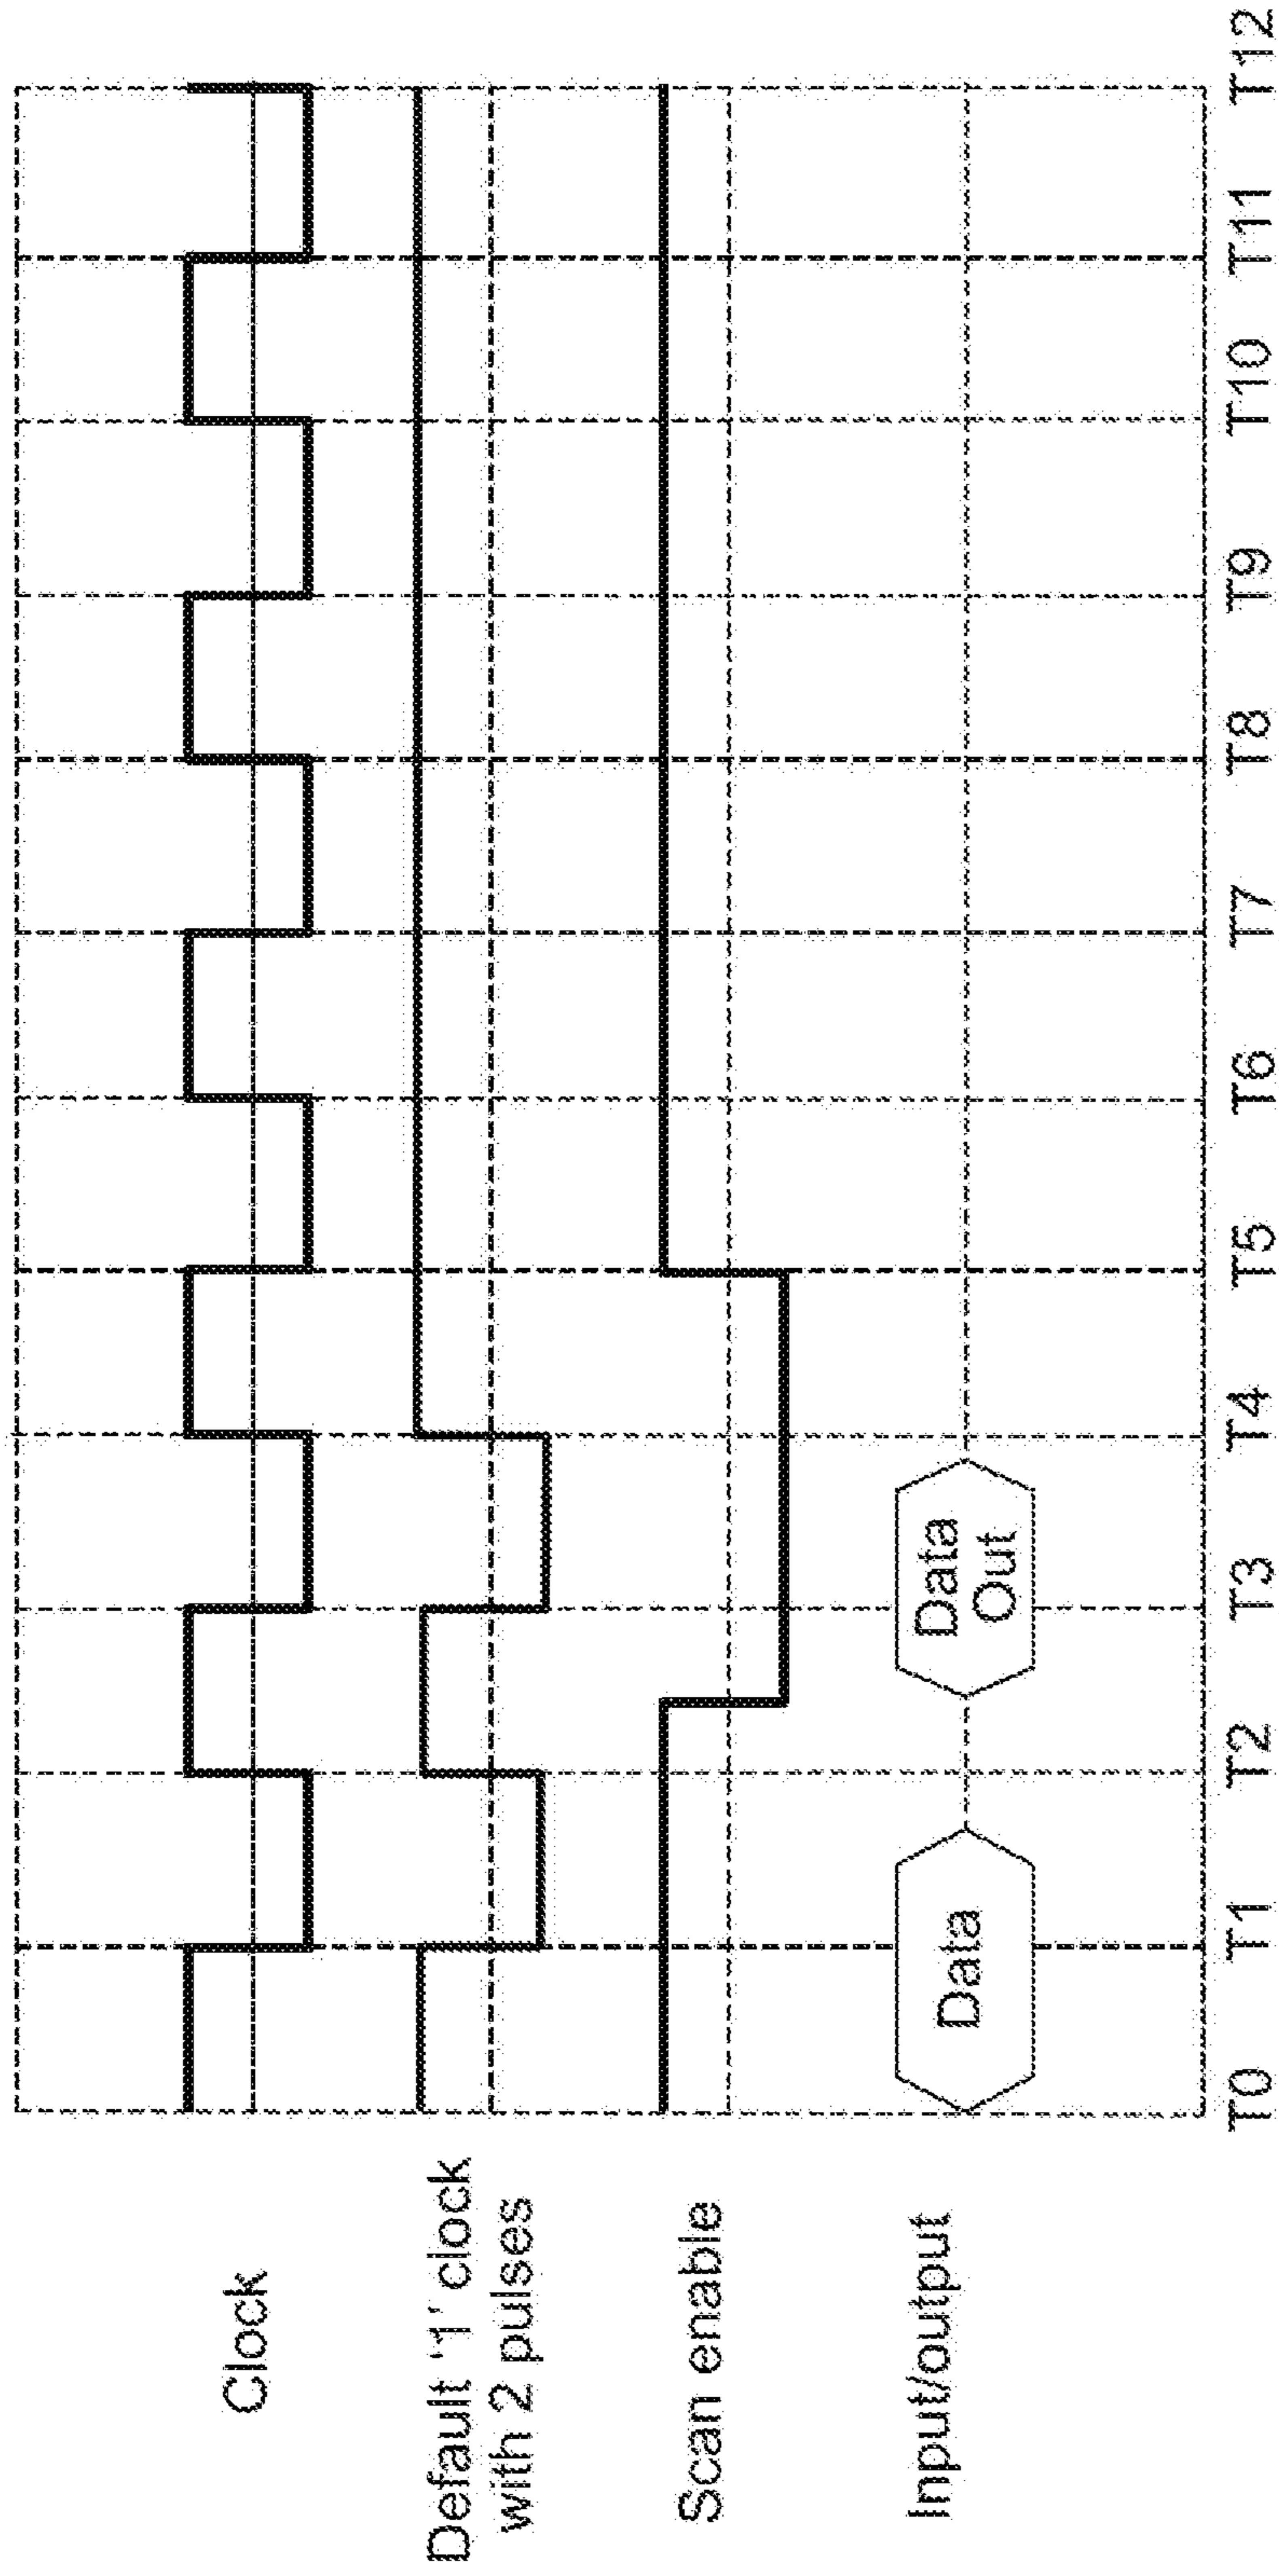 Clock
Default '1' clock
with 2 pulses
Scan enable
Input/output
Data
Data
Out
T0 T1 T2 T3 T4 T5 T6 T7 T8 T9 T10 T11 T12